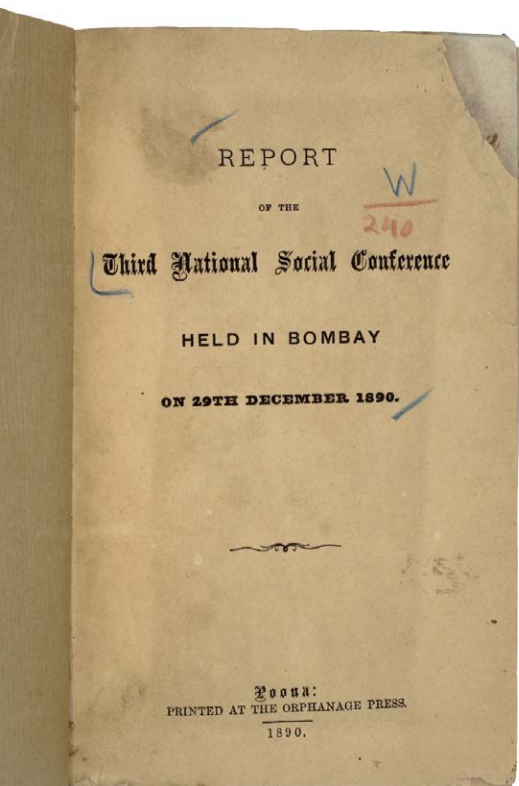 REPORT
W
OF THE
240
Third National Social Conference
HELD IN BOMBAY
ON 29TH DECEMBER 1890.
Poona:
PRINTED AT THE ORPHANAGE PRESS.
1890.